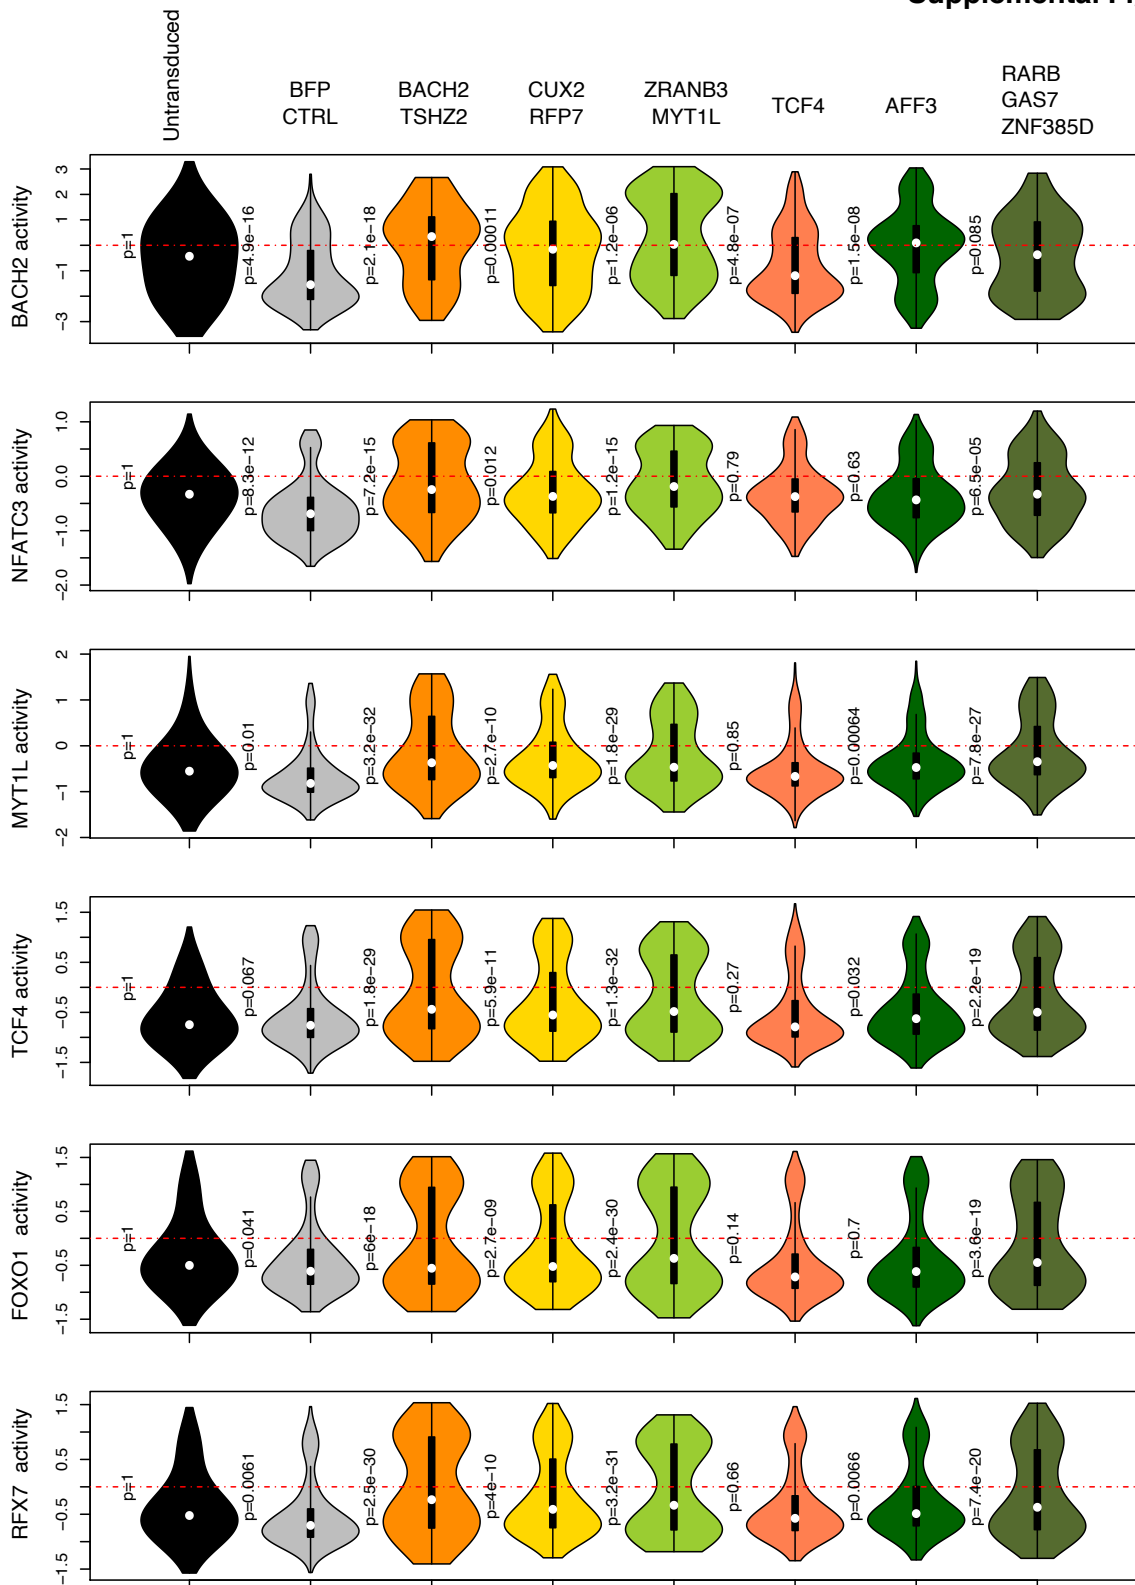 Untransduced
BFP
CTRL
BACH2
TSHZ2
CUX2
RFP7
ZRANB3
MYT1L
TCF4
AFF3
RARB
GAS7
ZNF385D
BACH2 activity
3
2
1
−1
−3
p=1
p=4.9e−16
p=2.1e−18
p=0.00011
p=1.2e−06
p=4.8e−07
p=1.5e−08
p=0.085
NFATC3 activity
1.0
0.0
−1.0
−2.0
p=1
p=8.3e−12
p=7.2e−15
p=0.012
p=1.2e−15
p=0.79
p=0.63
p=6.5e−05
MYT1L activity
2
1
0
−1
−2
p=1
p=0.01
p=3.2e−32
p=2.7e−10
p=1.8e−29
p=0.85
p=0.00064
p=7.8e−27
TCF4 activity
1.5
0.5
−0.5
−1.5
p=1
p=0.067
p=1.8e−29
p=5.9e−11
p=1.3e−32
p=0.27
p=0.032
p=2.2e−19
FOXO1 activity
1.5
0.5
−0.5
−1.5
p=1
p=0.041
p=6e−18
p=2.7e−09
p=2.4e−30
p=0.14
p=0.7
p=3.6e−19
RFX7 activity
1.5
0.5
−0.5
−1.5
p=1
p=0.0061
p=2.5e−30
p=4e−10
p=3.2e−31
p=0.66
p=0.0066
p=7.4e−20